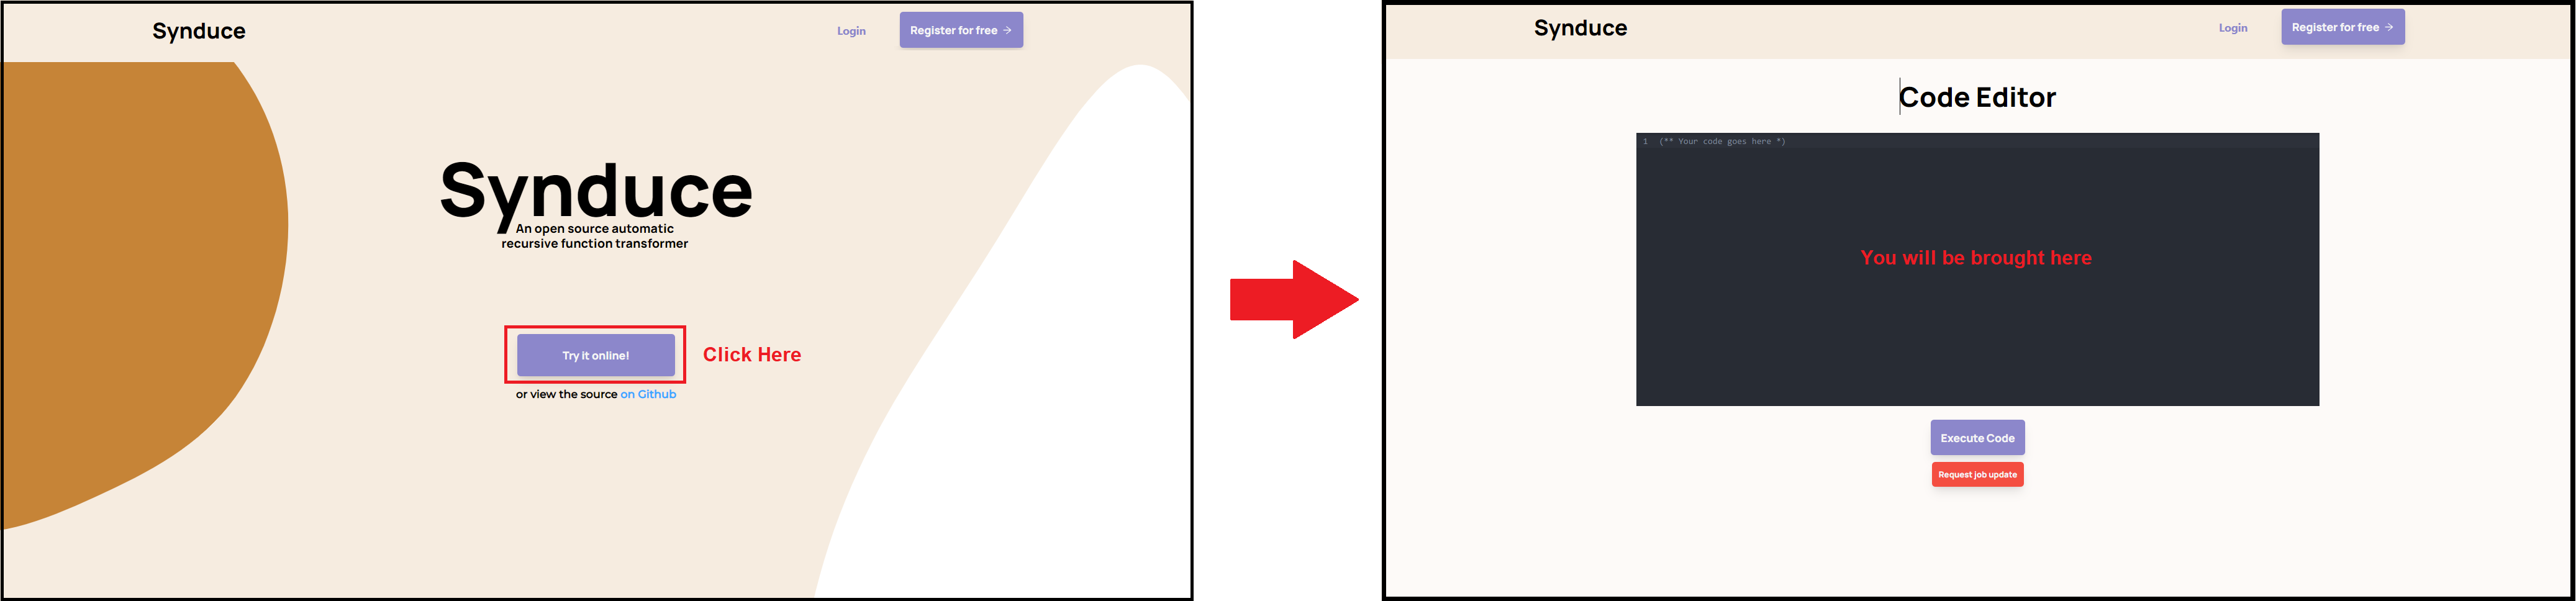 Synduce
Login
Register for free →
Synduce
An open source automatic
recursive function transformer
Try it online!
Click Here
or view the source on Github
Synduce
Login
Register for free →
Code Editor
1 (** Your code goes here *)
You will be brought here
Execute Code
Request job update